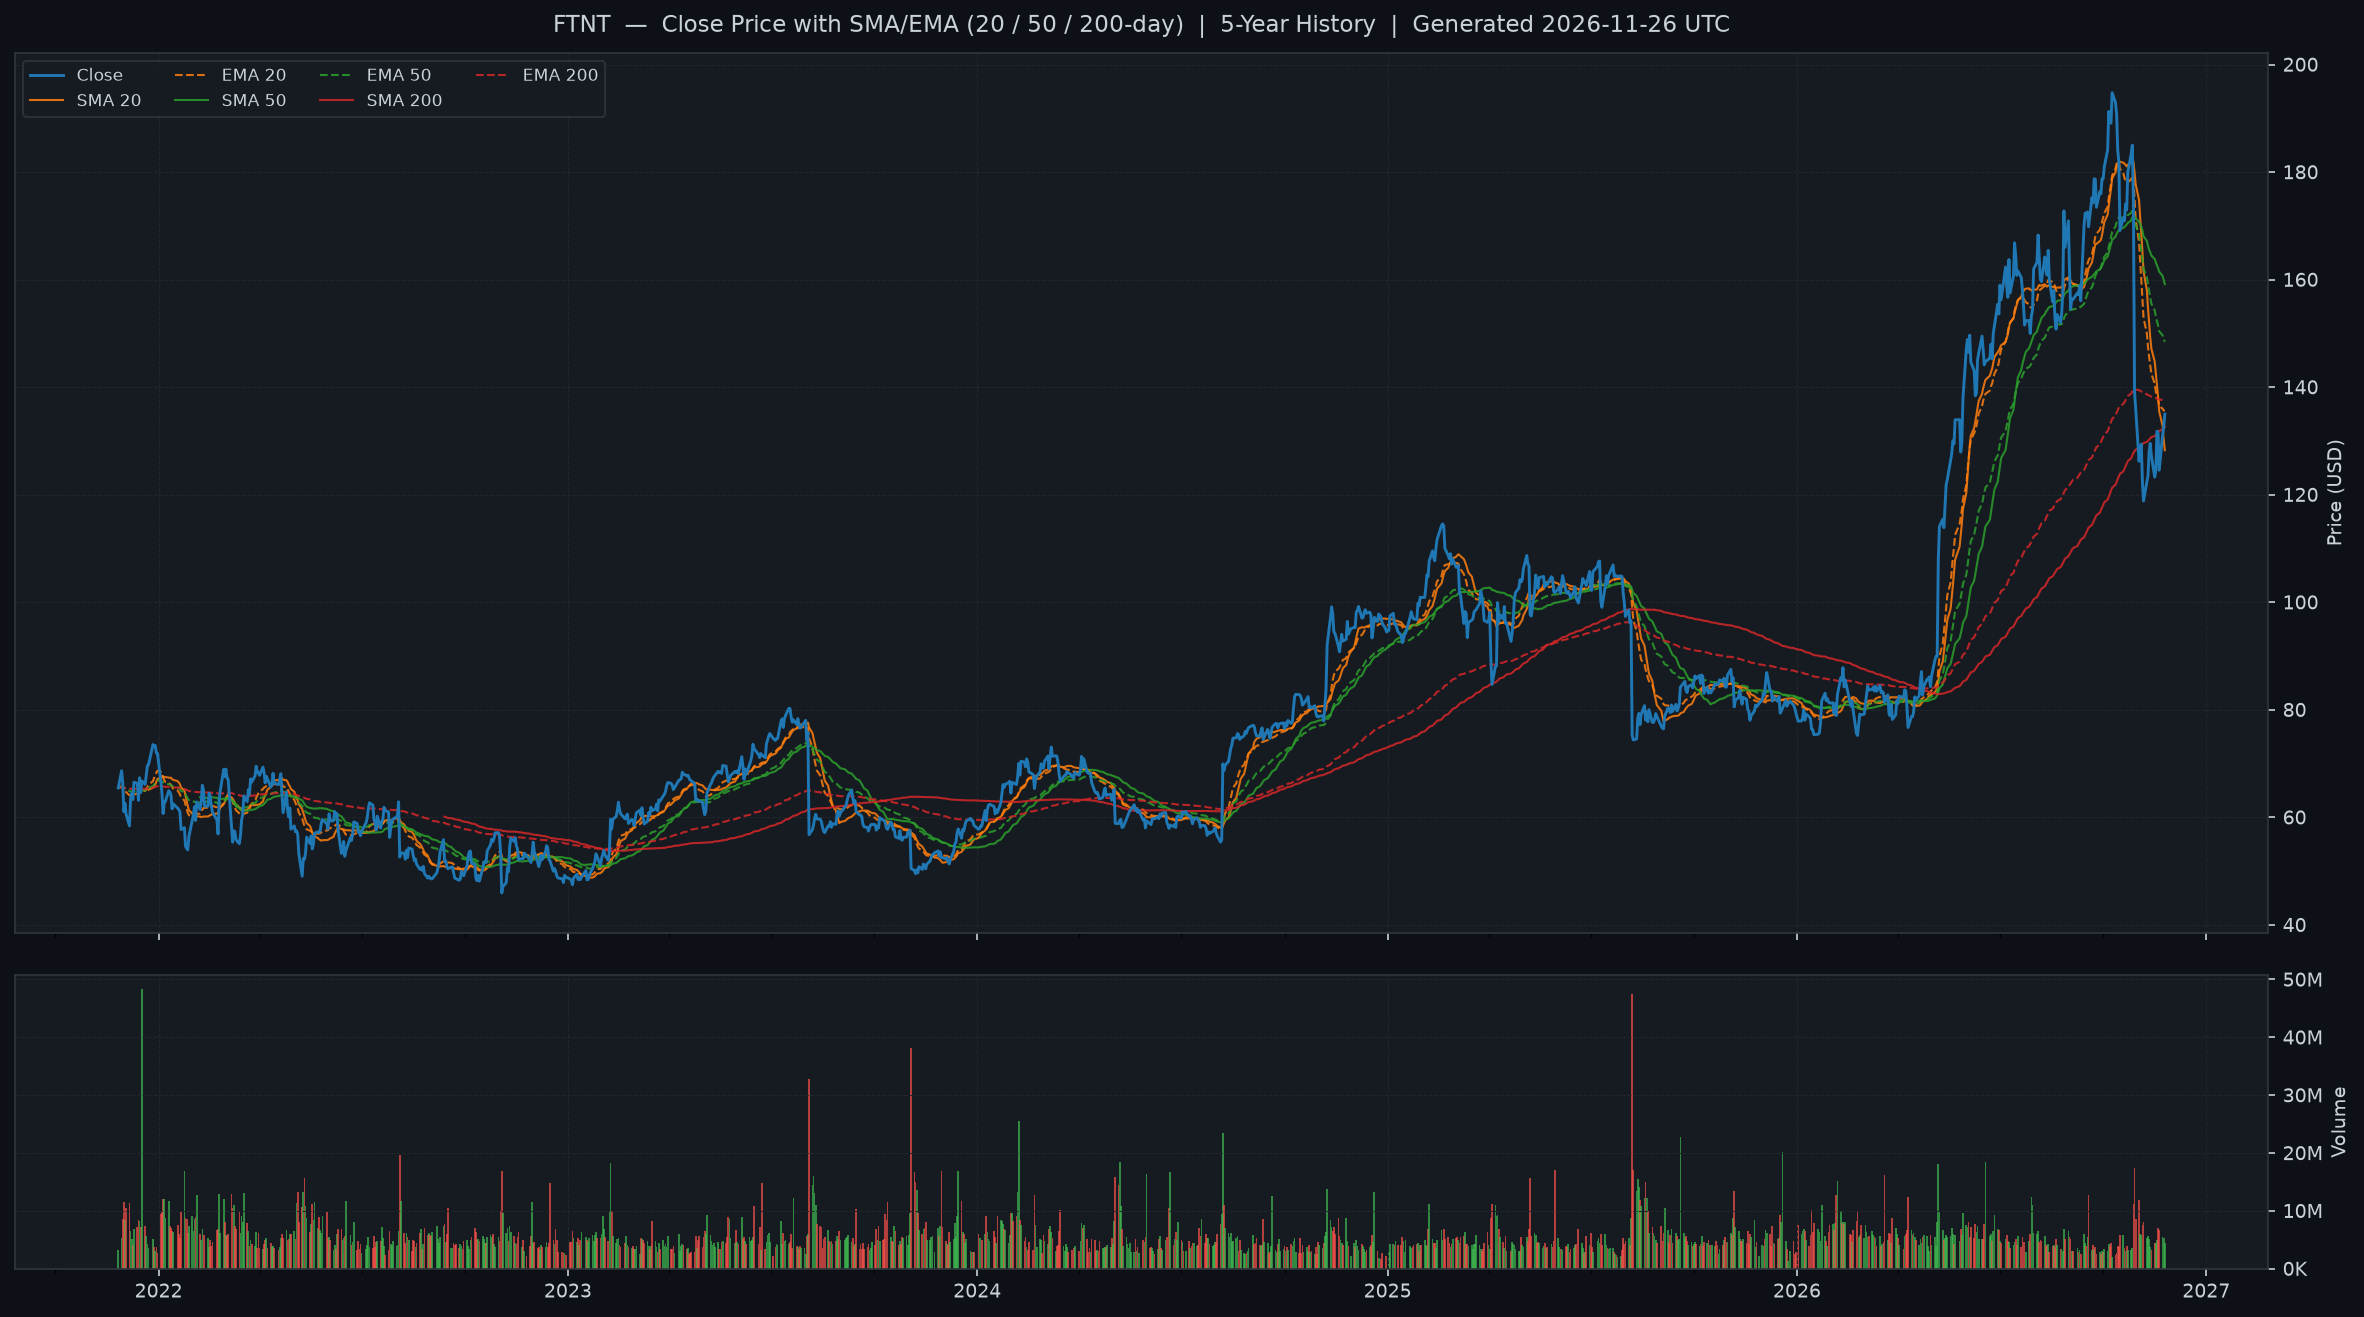 FTNT — Close Price with SMA/EMA (20 / 50 / 200-day) | 5-Year History | Generated 2026-11-26 UTC
Close EMA 20 EMA 50 EMA 200
SMA 20 SMA 50 SMA 200
200
180
160
140
120
100
80
60
40
Price (USD)
50M
40M
30M
20M
10M
0K
Volume
2022 2023 2024 2025 2026 2027